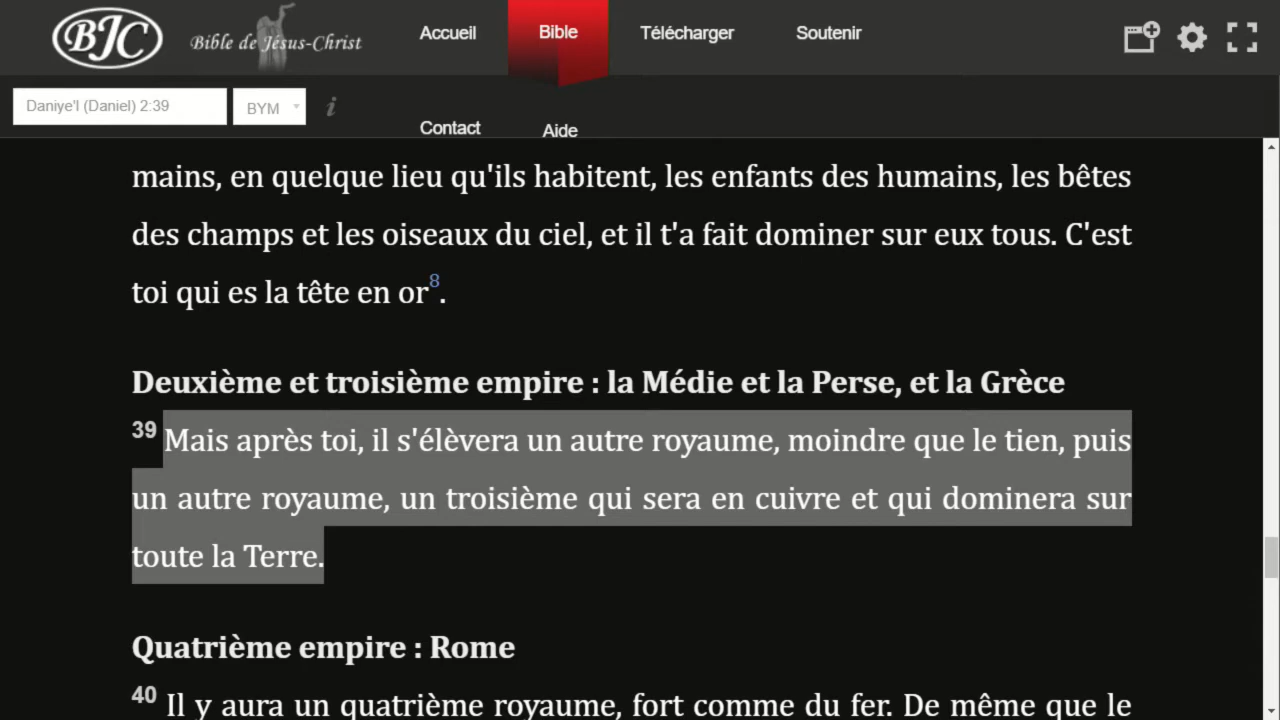 BJC
Bible de Jésus-Christ
Accueil
Bible
Télécharger
Soutenir
Daniye'l (Daniel) 2:39
BYM
i
Contact
Aide
mains, en quelque lieu qu'ils habitent, les enfants des humains, les bêtes
des champs et les oiseaux du ciel, et il t'a fait dominer sur eux tous. C'est
toi qui es la tête en or8.
Deuxième et troisième empire : la Médie et la Perse, et la Grèce
39 Mais après toi, il s'élèvera un autre royaume, moindre que le tien, puis
un autre royaume, un troisième qui sera en cuivre et qui dominera sur
toute la Terre.
Quatrième empire : Rome
40 Il y aura un quatrième royaume, fort comme du fer. De même que le